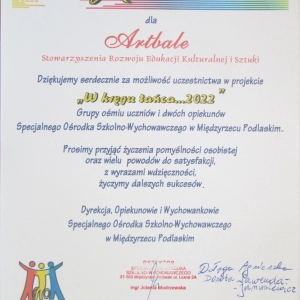 dla
Artbale
Stowarzyszenia Rozwoju Edukacji Kulturalnej i Sztuki
Dziękujemy serdecznie za możliwość uczestnictwa w projekcie
„W kręgu tańca...2022"
Grupy ośmiu uczniów i dwóch opiekunów
Specjalnego Ośrodka Szkolno-Wychowawczego w Międzyrzecu Podlaskim.
Prosimy przyjąć życzenia pomyślności osobistej
oraz wielu powodów do satysfakcji,
z wyrazami wdzięczności,
życzymy dalszych sukcesów.
Dyrekcja, Opiekunowie i Wychowankowie
Specjalnego Ośrodka Szkolno-Wychowawczego
w Międzyrzecu Podlaskim
mgr